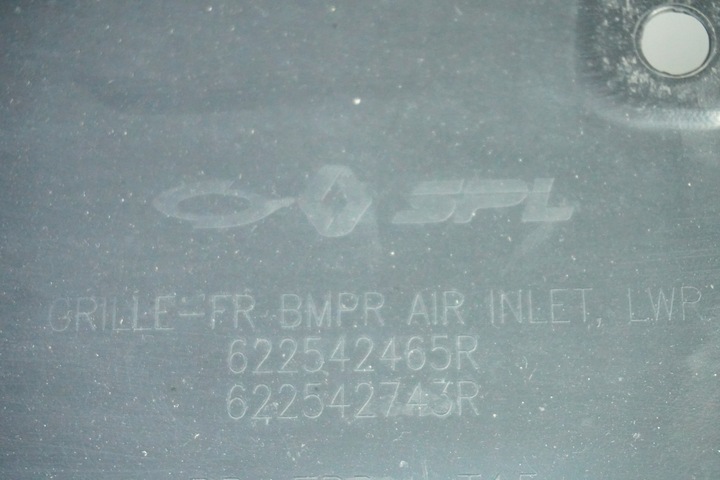 SPL
GRILLE-FR BMPR AIR INLET, LWR
622542465R
622542743R